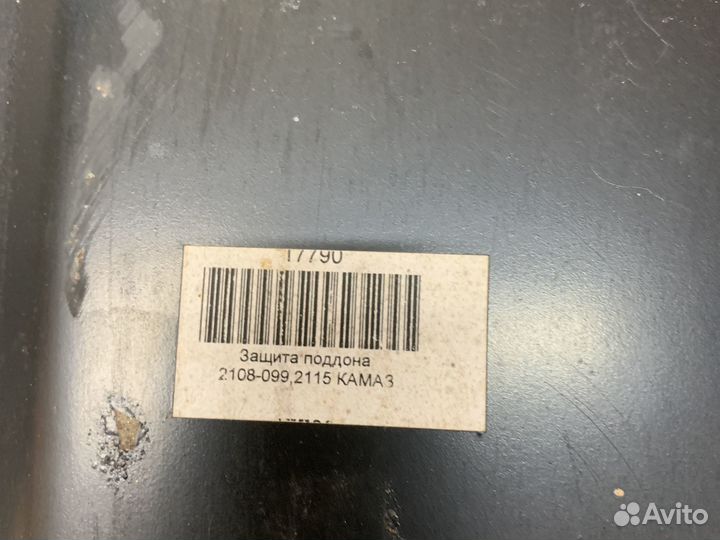 17790
Защита поддона
2108-099,2115 КАМАЗ
Avito